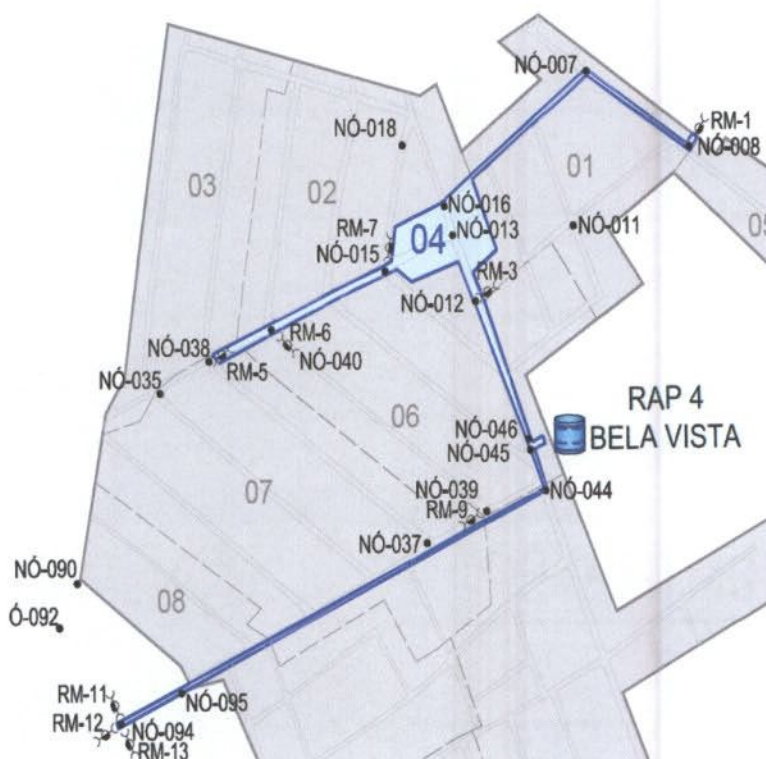 NÓ-007
RM-1
NÓ-008
NÓ-018
01
03
02
NÓ-016
NÓ-011
RM-7
04
NÓ-013
NÓ-015
RM-3
NÓ-012
RM-6
NÓ-038
NÓ-040
RM-5
NÓ-035
RAP 4
BELA VISTA
06
NÓ-046
NÓ-045
07
NÓ-039
NÓ-044
RM-9
NÓ-037
NÓ-090
08
Ó-092
RM-11
NÓ-095
RM-12
NÓ-094
RM-13